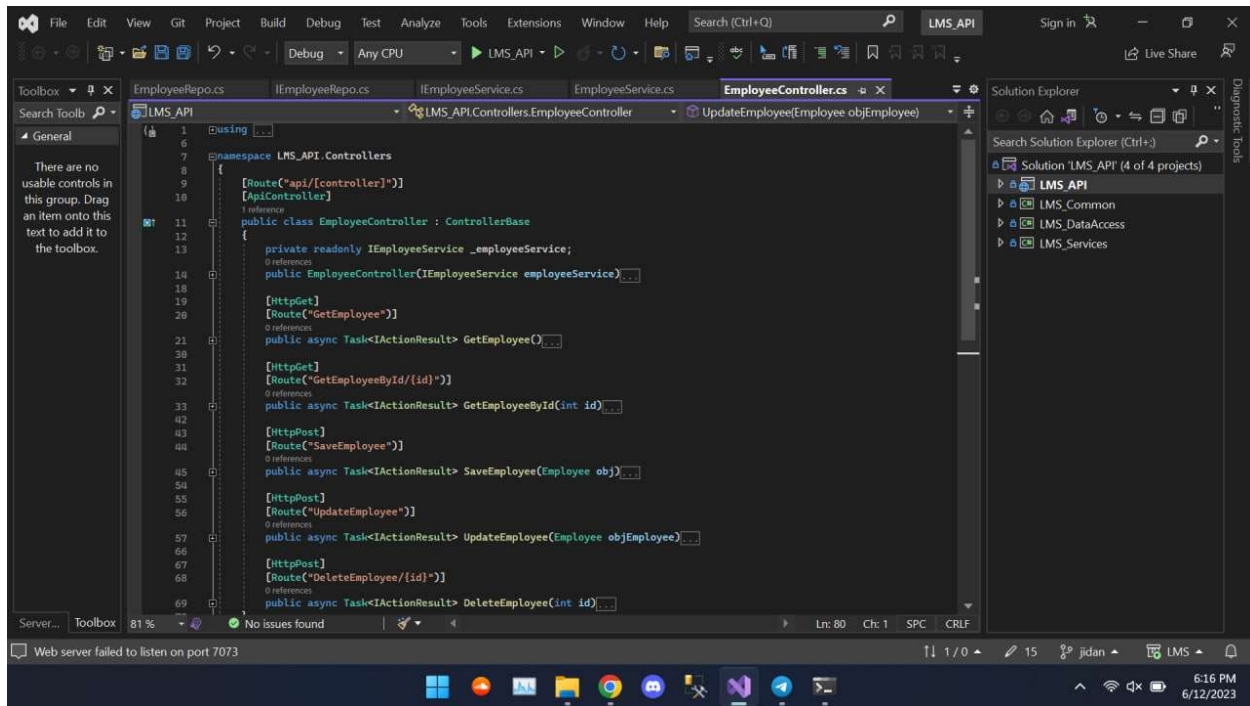 File Edit View Git Project Build Debug Test Analyze Tools Extensions Window Help Search (Ctrl+Q) LMS_API Sign in
Debug Any CPU LMS_API Live Share
Toolbox
Search Toolb
General
There are no
usable controls in
this group. Drag
an item onto this
text to add it to
the toolbox.
Server... Toolbox
EmployeeRepo.cs IEmployeeRepo.cs IEmployeeService.cs EmployeeService.cs EmployeeController.cs
LMS_API LMS_API.Controllers.EmployeeController UpdateEmployee(Employee objEmployee)
1 using ...
6
7 namespace LMS_API.Controllers
8 {
9 [Route("api/[controller]")]
10 [ApiController]
1 reference
11 public class EmployeeController : ControllerBase
12 {
13 private readonly IEmployeeService _employeeService;
0 references
14 public EmployeeController(IEmployeeService employeeService)...
18
19 [HttpGet]
20 [Route("GetEmployee")]
0 references
21 public async Task<IActionResult> GetEmployee()...
30
31 [HttpGet]
32 [Route("GetEmployeeById/{id}")]
0 references
33 public async Task<IActionResult> GetEmployeeById(int id)...
42
43 [HttpPost]
44 [Route("SaveEmployee")]
0 references
45 public async Task<IActionResult> SaveEmployee(Employee obj)...
54
55 [HttpPost]
56 [Route("UpdateEmployee")]
0 references
57 public async Task<IActionResult> UpdateEmployee(Employee objEmployee)...
66
67 [HttpPost]
68 [Route("DeleteEmployee/{id}")]
0 references
69 public async Task<IActionResult> DeleteEmployee(int id)...
81 % No issues found Ln: 80 Ch: 1 SPC CRLF
Solution Explorer
Search Solution Explorer (Ctrl+;)
Solution 'LMS_API' (4 of 4 projects)
LMS_API
LMS_Common
LMS_DataAccess
LMS_Services
Diagnostic Tools
Web server failed to listen on port 7073 1 / 0 15 jidan LMS
6:16 PM
6/12/2023